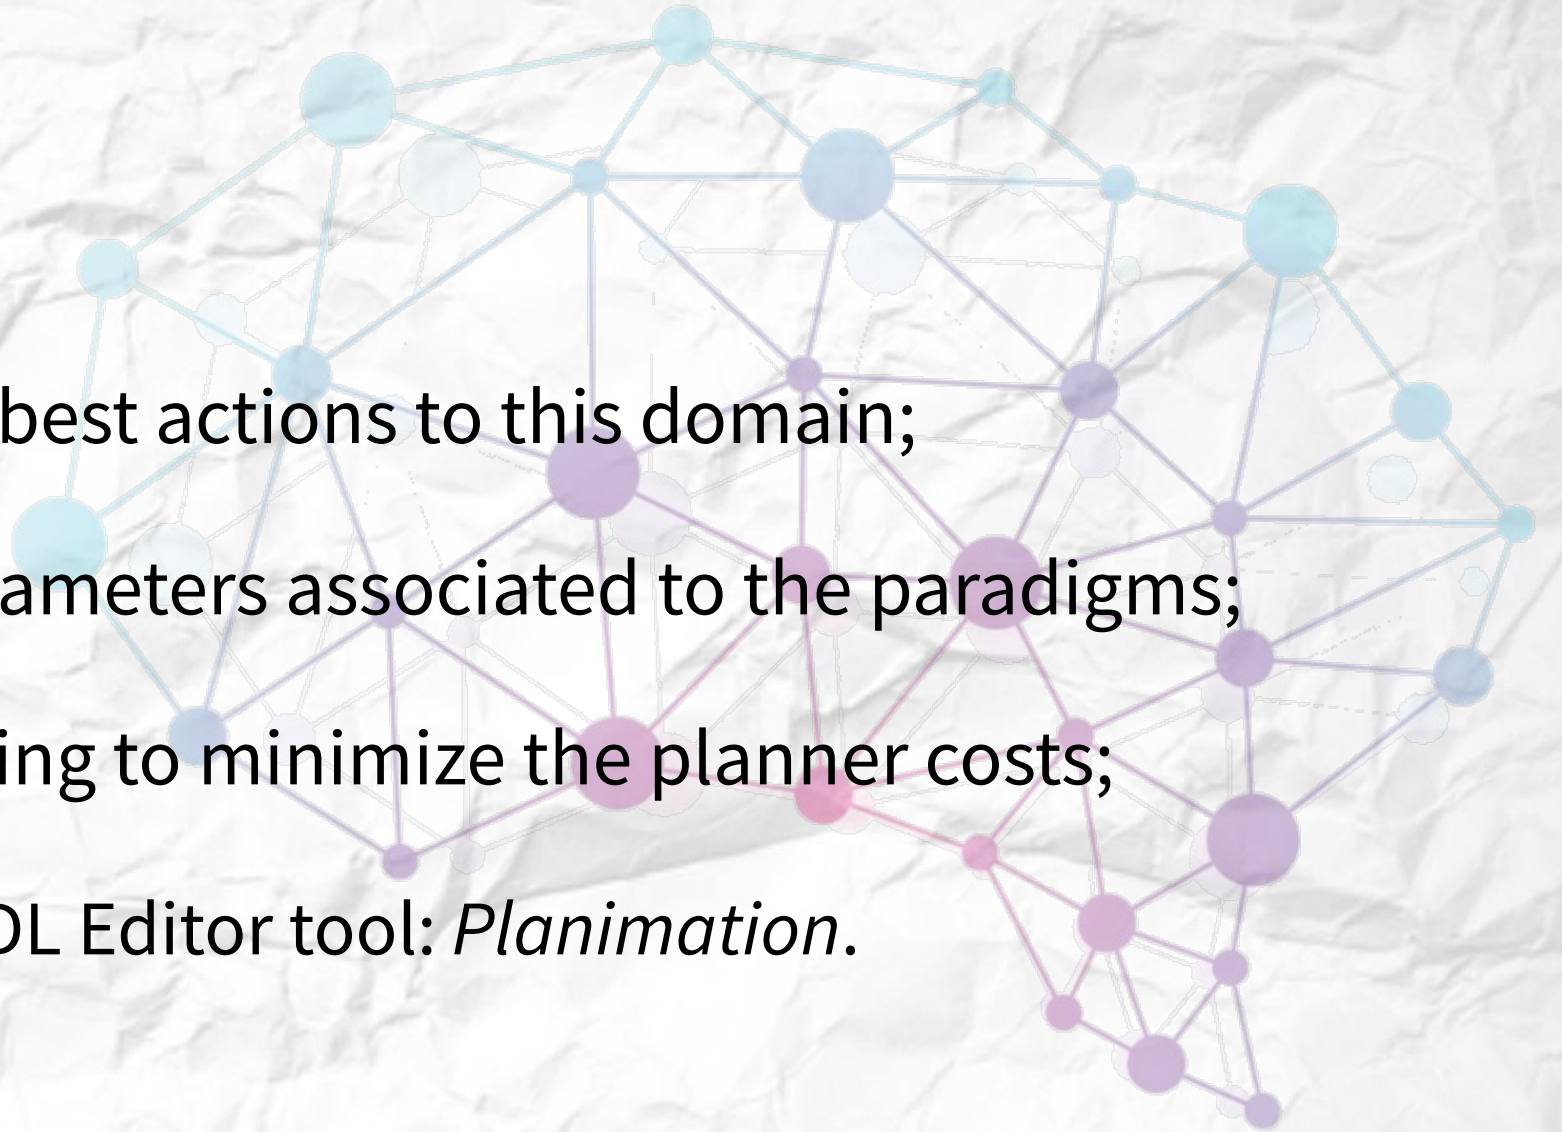 best actions to this domain;
ameters associated to the paradigms;
ing to minimize the planner costs;
DL Editor tool: Planimation.